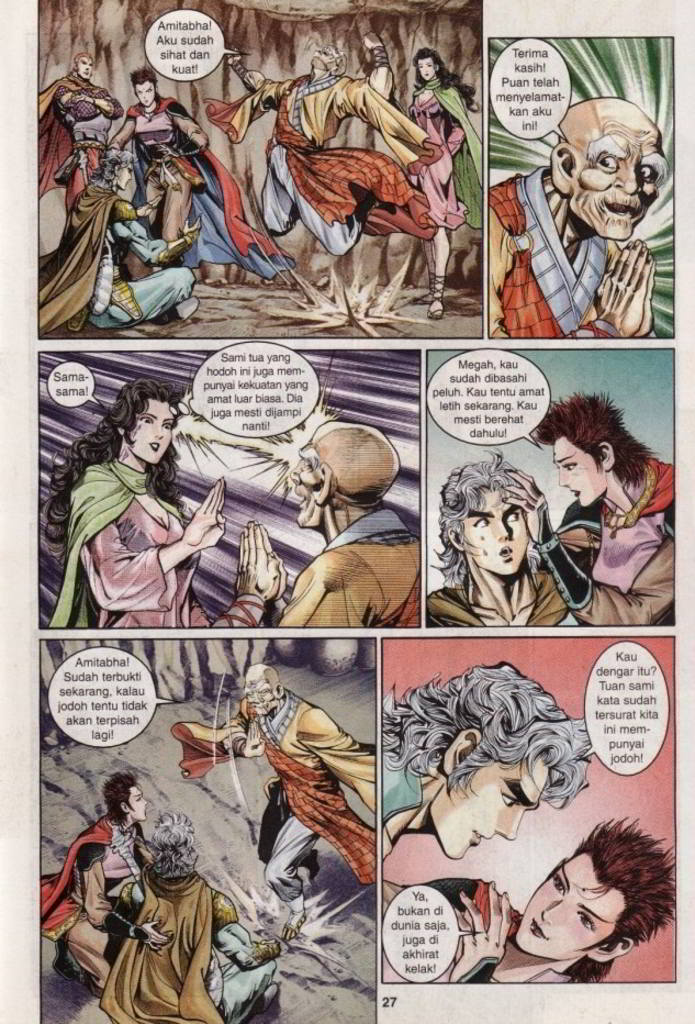 Amitabha!
Aku sudah
sihat dan
kuat!
Terima
kasih!
Puan telah
menyelamat-
kan aku
ini!
Sama-
sama!
Sami tua yang
hodoh ini juga mem-
punyai kekuatan yang
amat luar biasa. Dia
juga mesti dijampi
nanti!
Megah, kau
sudah dibasahi
peluh. Kau tentu amat
letih sekarang. Kau
mesti berehat
dahulu!
Amitabha!
Sudah terbukti
sekarang, kalau
jodoh tentu tidak
akan terpisah
lagi!
Kau
dengar itu?
Tuan sami
kata sudah
tersurat kita
ini mem-
punyai
jodoh!
Ya,
bukan di
dunia saja,
juga di
akhirat
kelak!
27